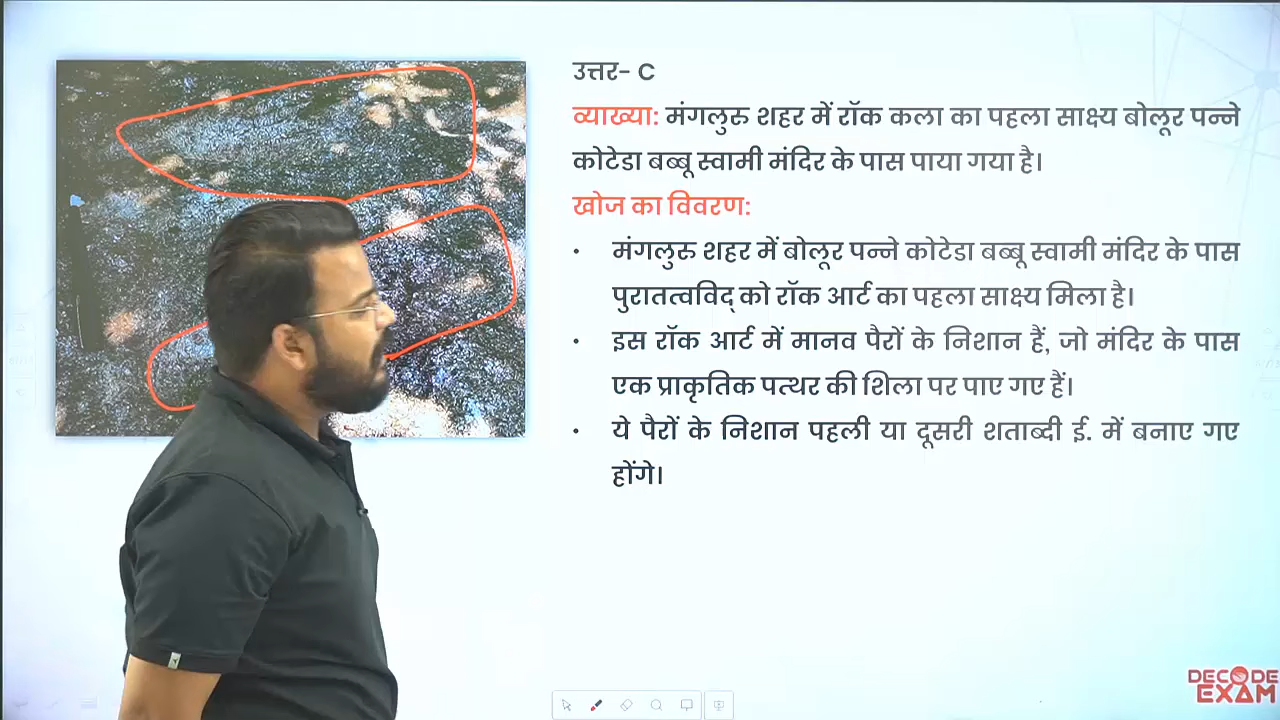 उत्तर- C
व्याख्या: मंगलुरु शहर में रॉक कला का पहला साक्ष्य बोलूर पन्ने
कोटेडा बब्बू स्वामी मंदिर के पास पाया गया है।
खोज का विवरण:
• मंगलुरु शहर में बोलूर पन्ने कोटेडा बब्बू स्वामी मंदिर के पास
पुरातत्वविद् को रॉक आर्ट का पहला साक्ष्य मिला है।
• इस रॉक आर्ट में मानव पैरों के निशान हैं, जो मंदिर के पास
एक प्राकृतिक पत्थर की शिला पर पाए गए हैं।
• ये पैरों के निशान पहली या दूसरी शताब्दी ई. में बनाए गए
होंगे।
DECODE
EXAM